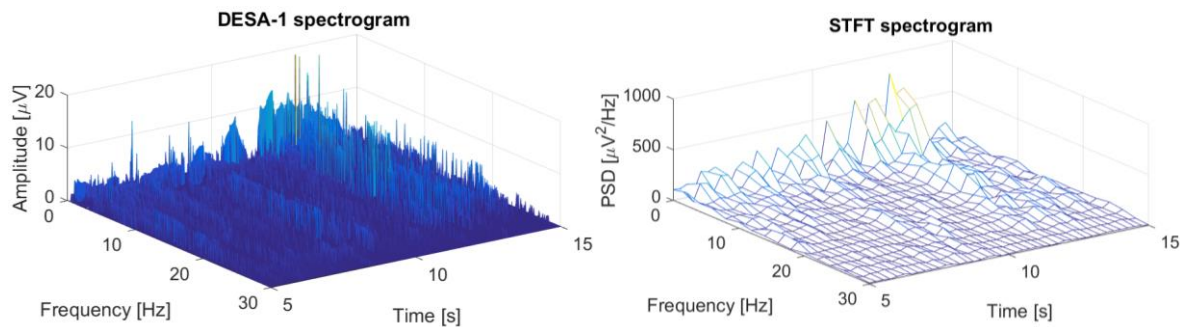 DESA-1 spectrogram
Amplitude [μV]
20
10
0
0
10
20
30
Frequency [Hz]
5
10
15
Time [s]
STFT spectrogram
PSD [μV²/Hz]
1000
500
0
0
10
20
30
Frequency [Hz]
5
10
15
Time [s]